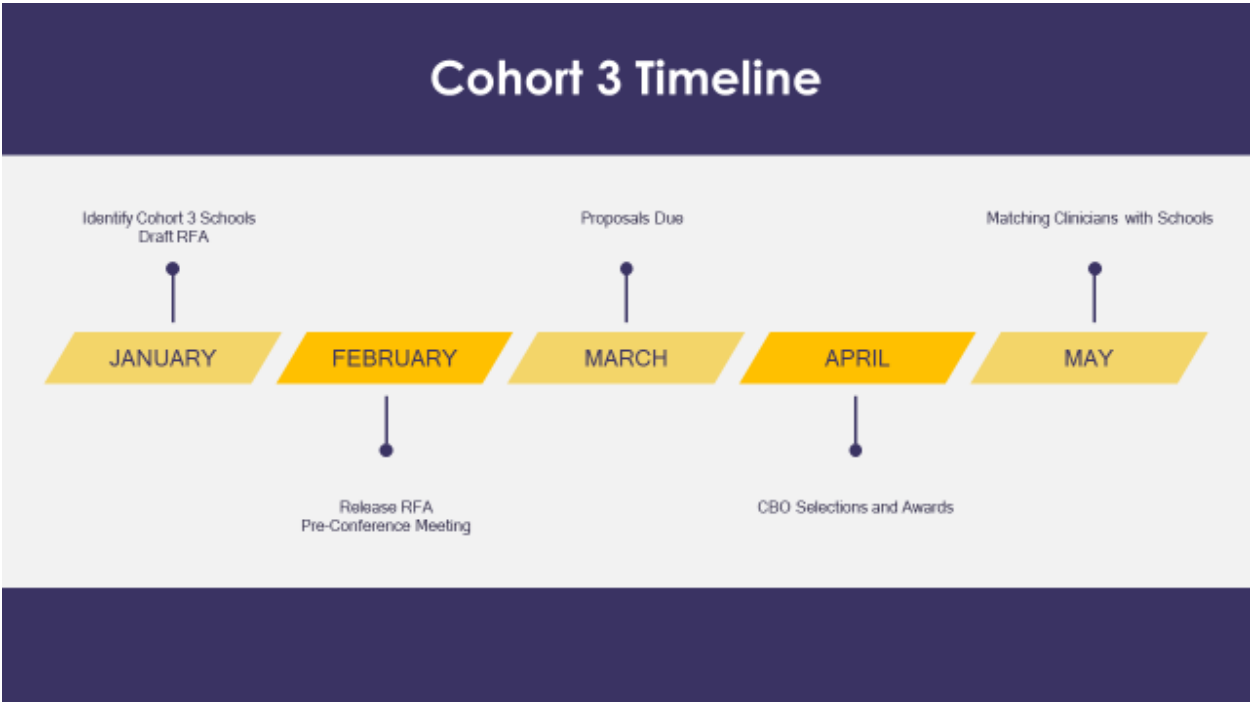 Cohort 3 Timeline
Identify Cohort 3 Schools
Draft RFA
Proposals Due
Matching Clinicians with Schools
JANUARY
FEBRUARY
MARCH
APRIL
MAY
Release RFA
Pre-Conference Meeting
CBO Selections and Awards